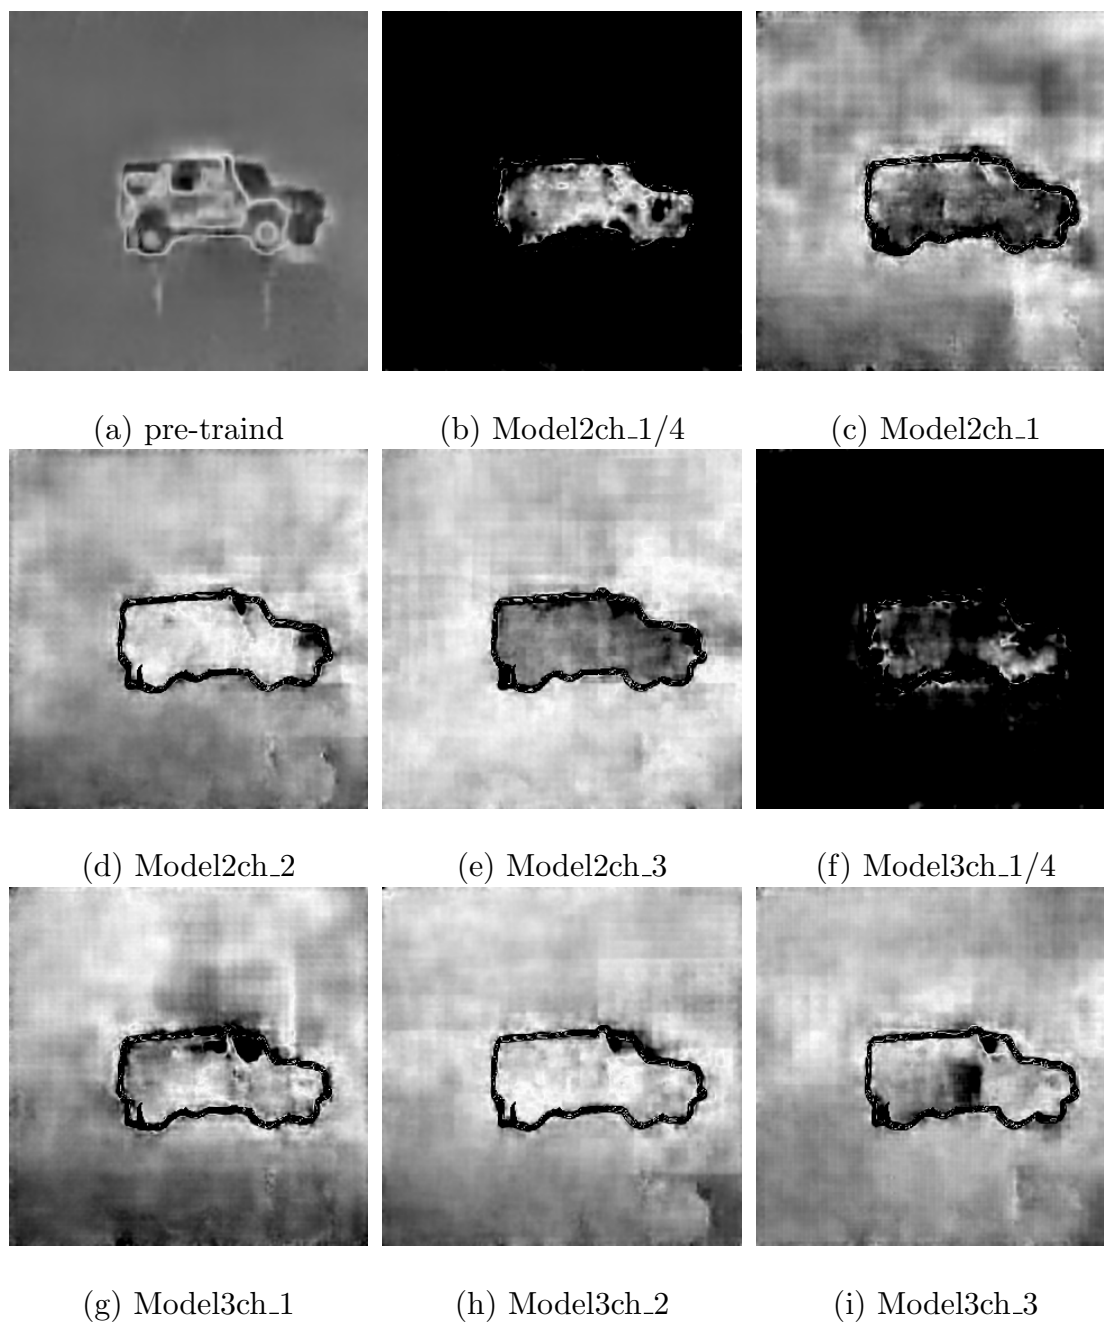 (a) pre-traind
(b) Model2ch_1/4
(c) Model2ch_1
(d) Model2ch_2
(e) Model2ch_3
(f) Model3ch_1/4
(g) Model3ch_1
(h) Model3ch_2
(i) Model3ch_3